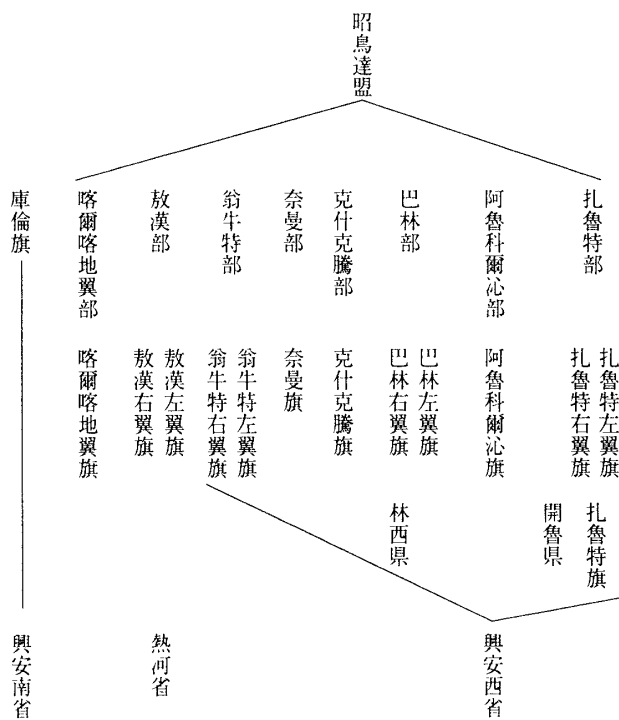 昭烏達盟
扎魯特部
阿魯科爾沁部
巴林部
克什克騰部
奈曼部
翁牛特部
敖漢部
喀爾喀地翼部
庫倫旗
扎魯特左翼旗
扎魯特右翼旗
阿魯科爾沁旗
巴林左翼旗
巴林右翼旗
克什克騰旗
奈曼旗
翁牛特左翼旗
翁牛特右翼旗
敖漢左翼旗
敖漢右翼旗
喀爾喀地翼旗
扎魯特旗
開魯県
林西県
興安西省
熱河省
興安南省